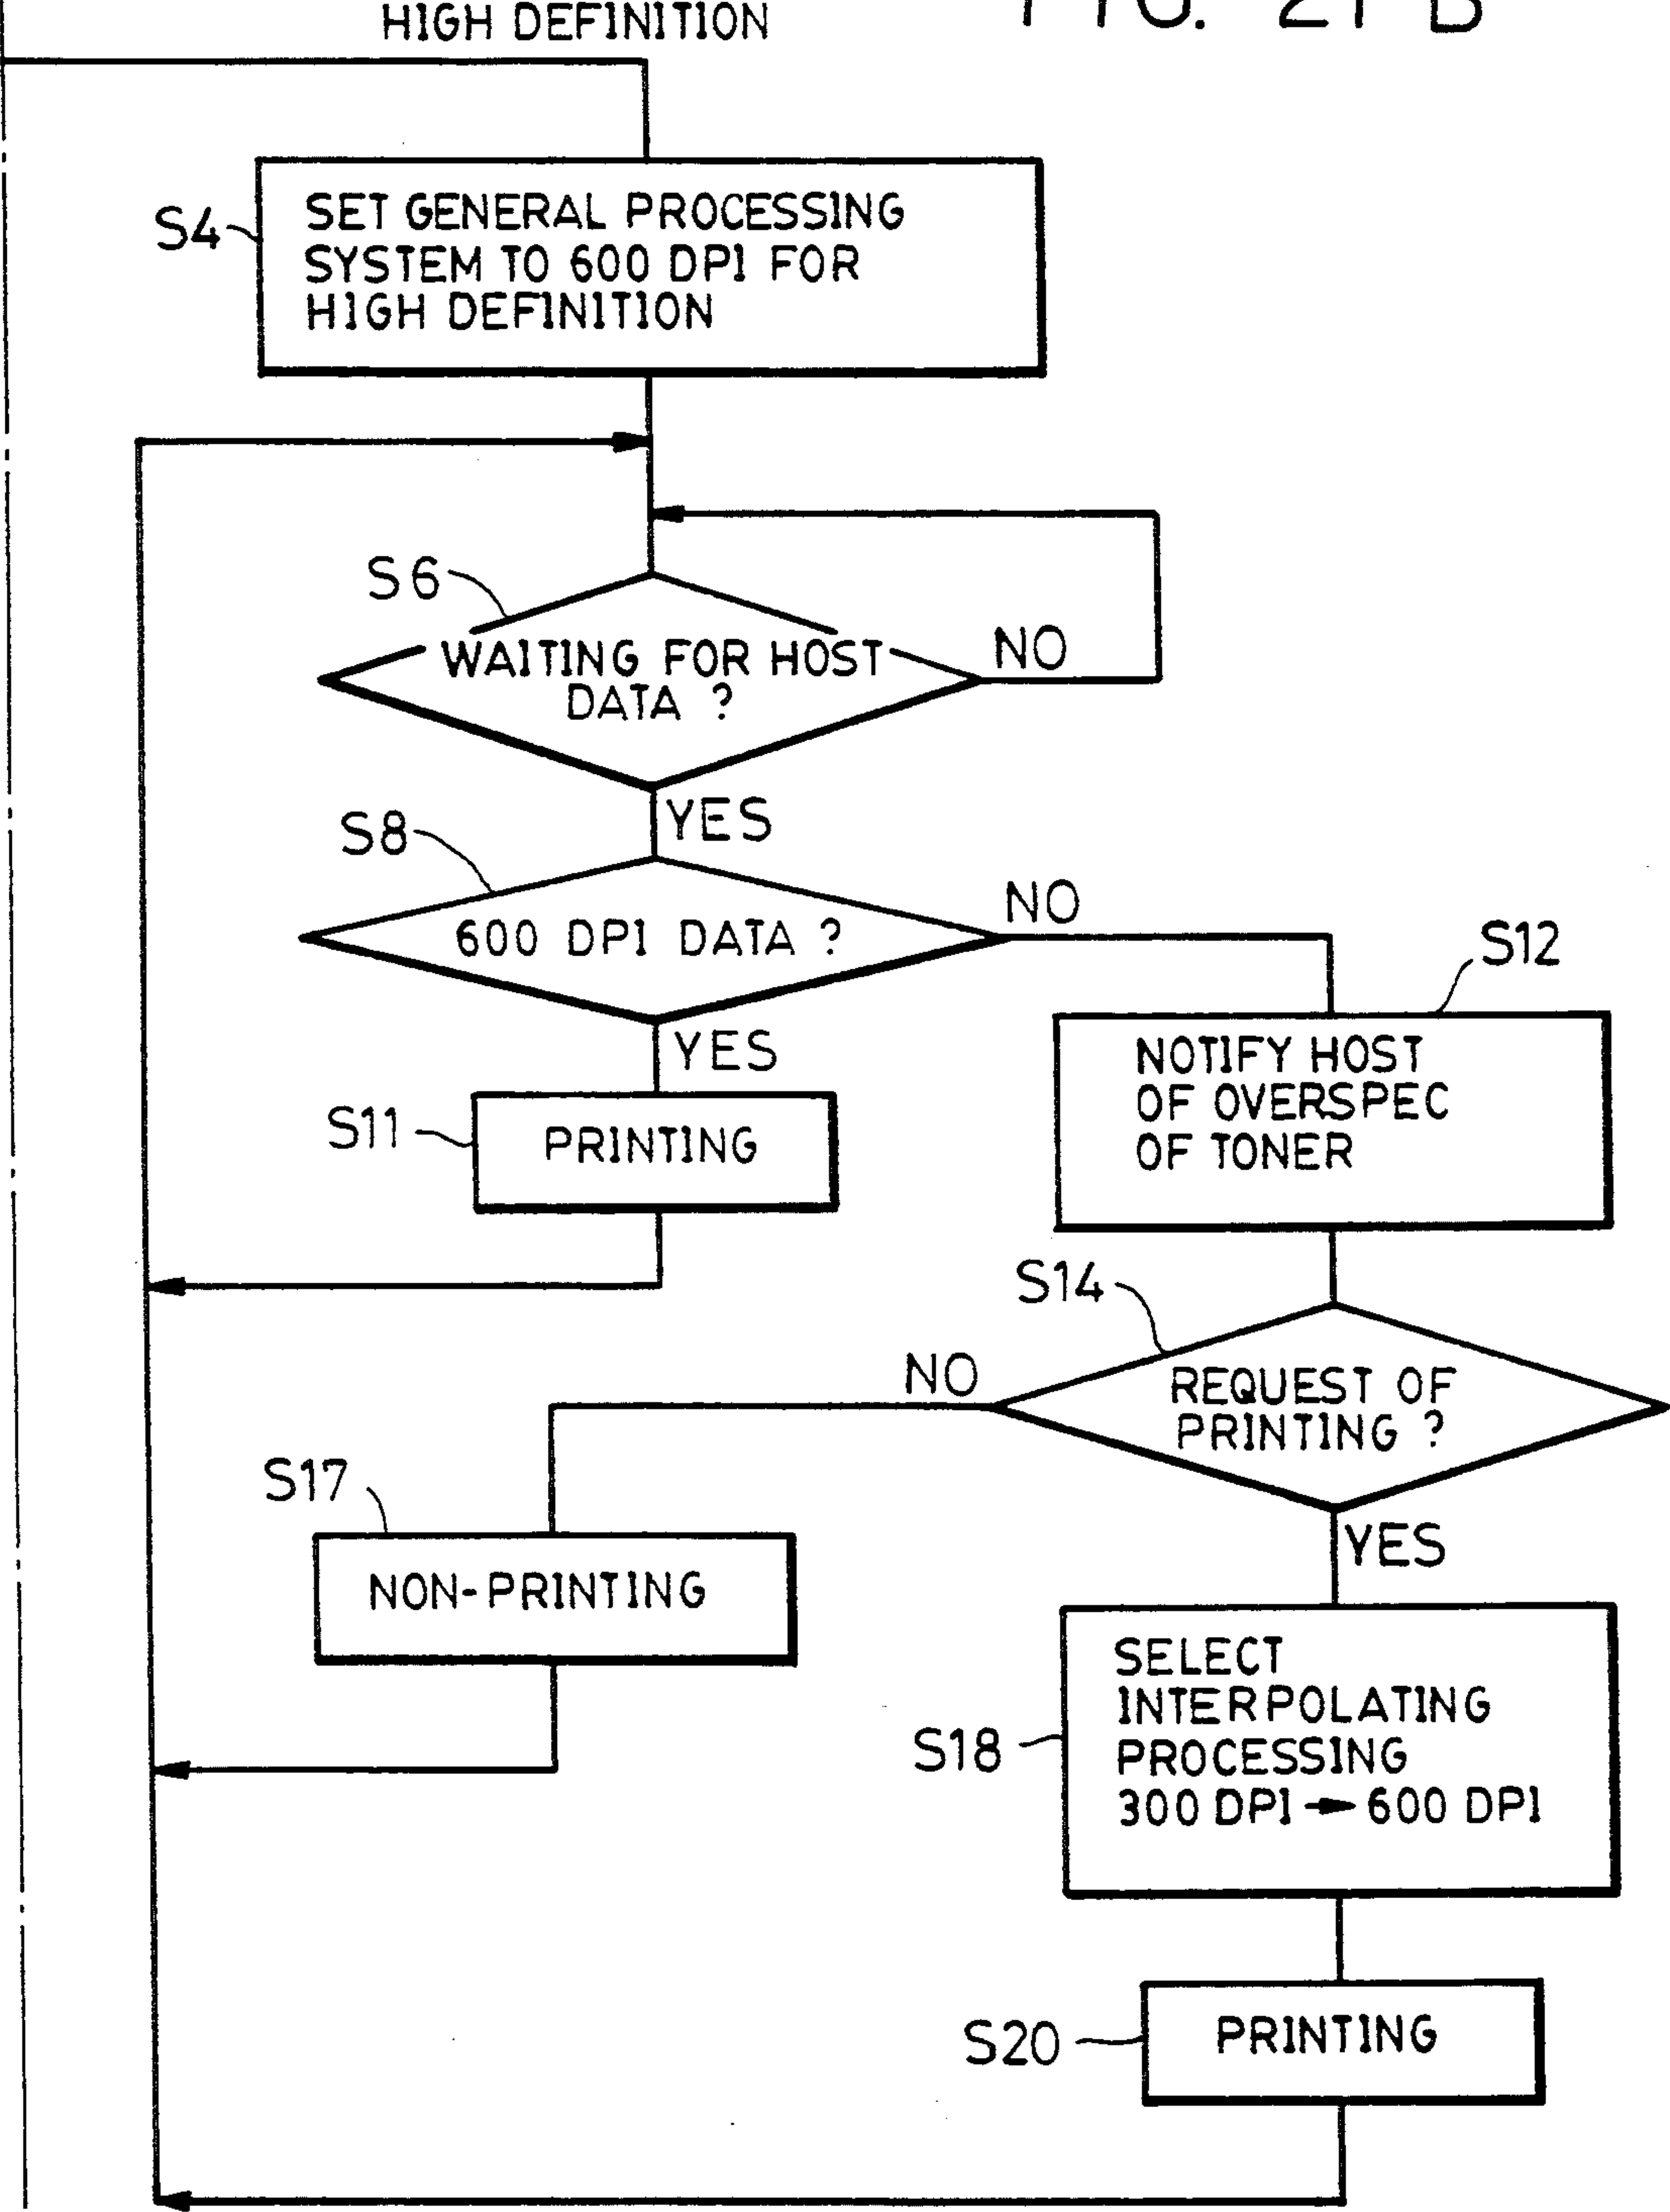 HIGH DEFINITION
FIG. 21 B
S4
SET GENERAL PROCESSING
SYSTEM TO 600 DPI FOR
HIGH DEFINITION
S6
WAITING FOR HOST
DATA ?
NO
YES
S8
600 DPI DATA ?
NO
YES
S11
PRINTING
S12
NOTIFY HOST
OF OVERSPEC
OF TONER
S14
REQUEST OF
PRINTING ?
NO
YES
S17
NON-PRINTING
S18
SELECT
INTERPOLATING
PROCESSING
300 DPI → 600 DPI
S20
PRINTING